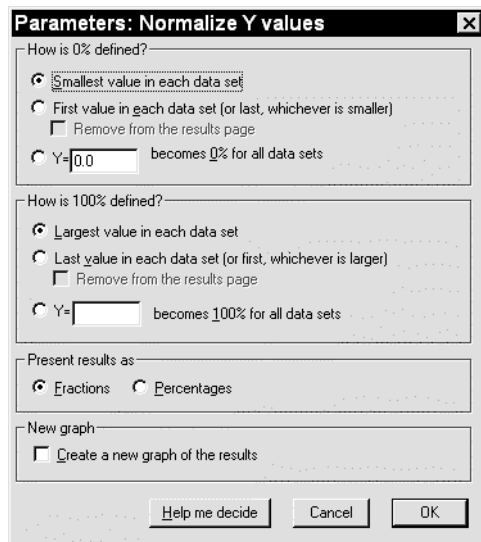 Parameters: Normalize Y values
How is 0% defined?
Smallest value in each data set
First value in each data set (or last, whichever is smaller)
Remove from the results page
Y= 0.0 becomes 0% for all data sets
How is 100% defined?
Largest value in each data set
Last value in each data set (or first, whichever is larger)
Remove from the results page
Y= becomes 100% for all data sets
Present results as
Fractions Percentages
New graph
Create a new graph of the results
Help me decide Cancel OK